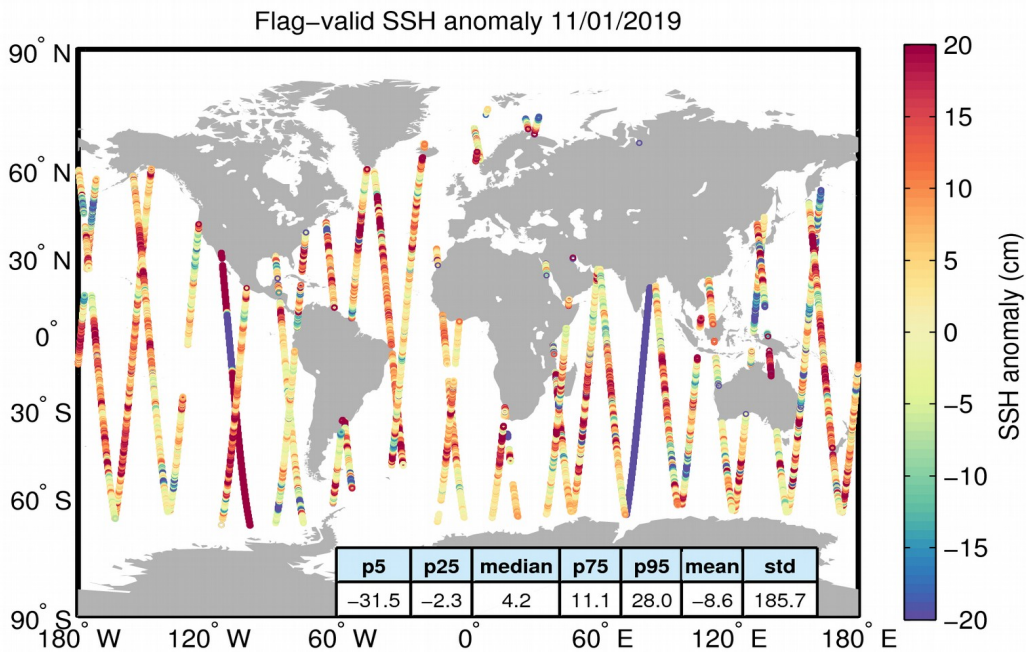 Flag−valid SSH anomaly 11/01/2019
90° N
60° N
30° N
0°
30° S
60° S
90° S
180° W
120° W
60° W
0°
60° E
120° E
180° E
p5 p25 median p75 p95 mean std
−31.5 −2.3 4.2 11.1 28.0 −8.6 185.7
20
15
10
5
0
−5
−10
−15
−20
SSH anomaly (cm)